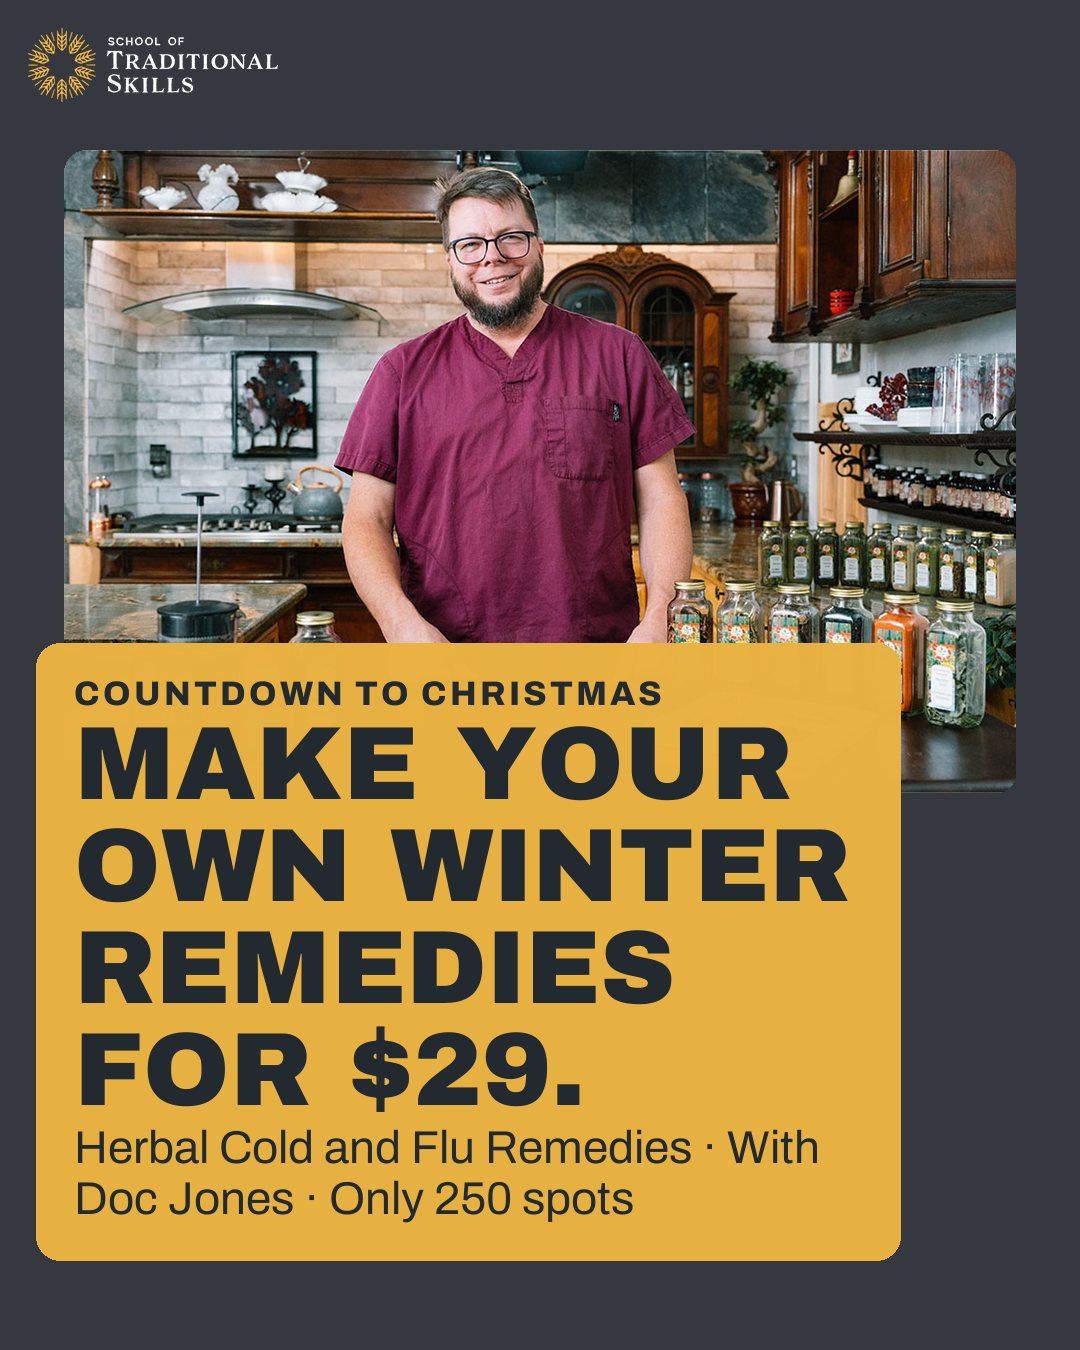 SCHOOL OF
TRADITIONAL
SKILLS
COUNTDOWN TO CHRISTMAS
MAKE YOUR
OWN WINTER
REMEDIES
FOR $29.
Herbal Cold and Flu Remedies · With
Doc Jones · Only 250 spots